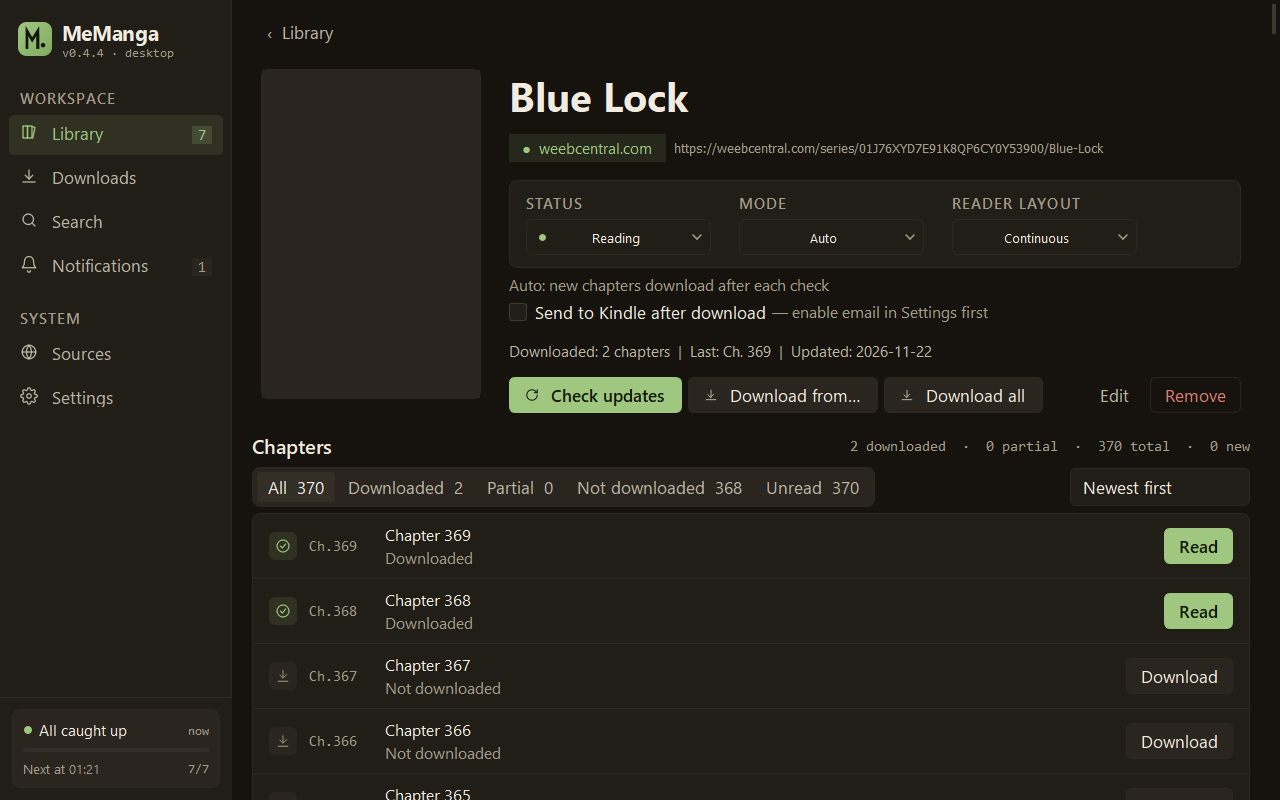 M.
MeManga
v0.4.4 · desktop
WORKSPACE
Library 7
Downloads
Search
Notifications 1
SYSTEM
Sources
Settings
All caught up now
Next at 01:21 7/7
‹ Library
Blue Lock
● weebcentral.com https://weebcentral.com/series/01J76XYD7E91K8QP6CY0Y53900/Blue-Lock
STATUS MODE READER LAYOUT
Reading Auto Continuous
Auto: new chapters download after each check
Send to Kindle after download — enable email in Settings first
Downloaded: 2 chapters | Last: Ch. 369 | Updated: 2026-11-22
Check updates Download from... Download all Edit Remove
Chapters 2 downloaded · 0 partial · 370 total · 0 new
All 370 Downloaded 2 Partial 0 Not downloaded 368 Unread 370 Newest first
Ch.369 Chapter 369 Read
Downloaded
Ch.368 Chapter 368 Read
Downloaded
Ch.367 Chapter 367 Download
Not downloaded
Ch.366 Chapter 366 Download
Not downloaded
Chapter 365